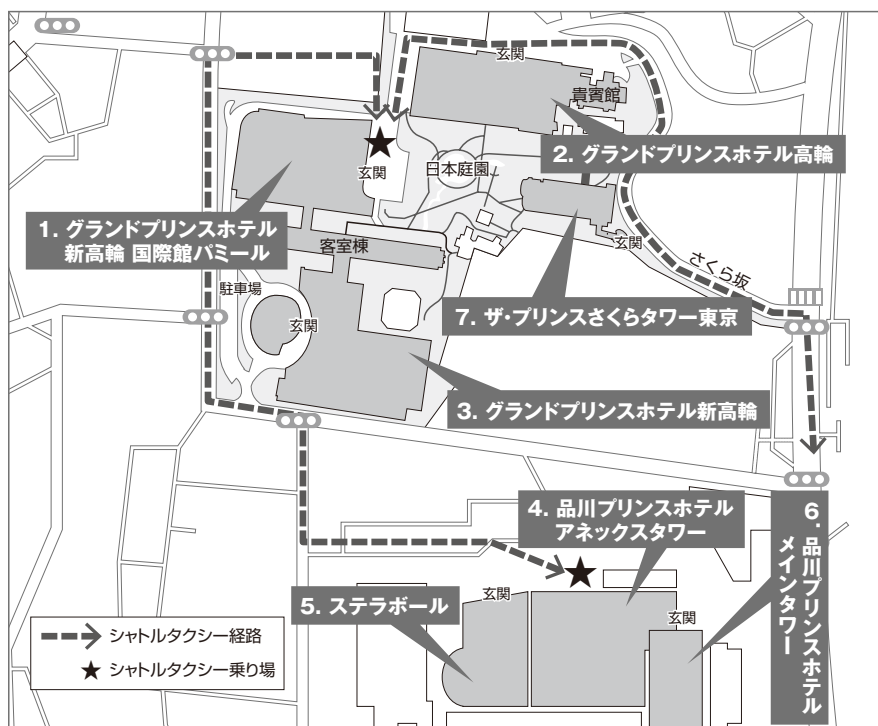 玄関
貴賓館
2. グランドプリンスホテル高輪
玄関
日本庭園
1. グランドプリンスホテル
新高輪 国際館パミール
客室棟
玄関
さくら坂
駐車場
玄関
7. ザ・プリンスさくらタワー東京
3. グランドプリンスホテル新高輪
4. 品川プリンスホテル
アネックスタワー
6. 品川プリンスホテル
メインタワー
5. ステラボール
玄関
玄関
シャトルタクシー経路
シャトルタクシー乗り場